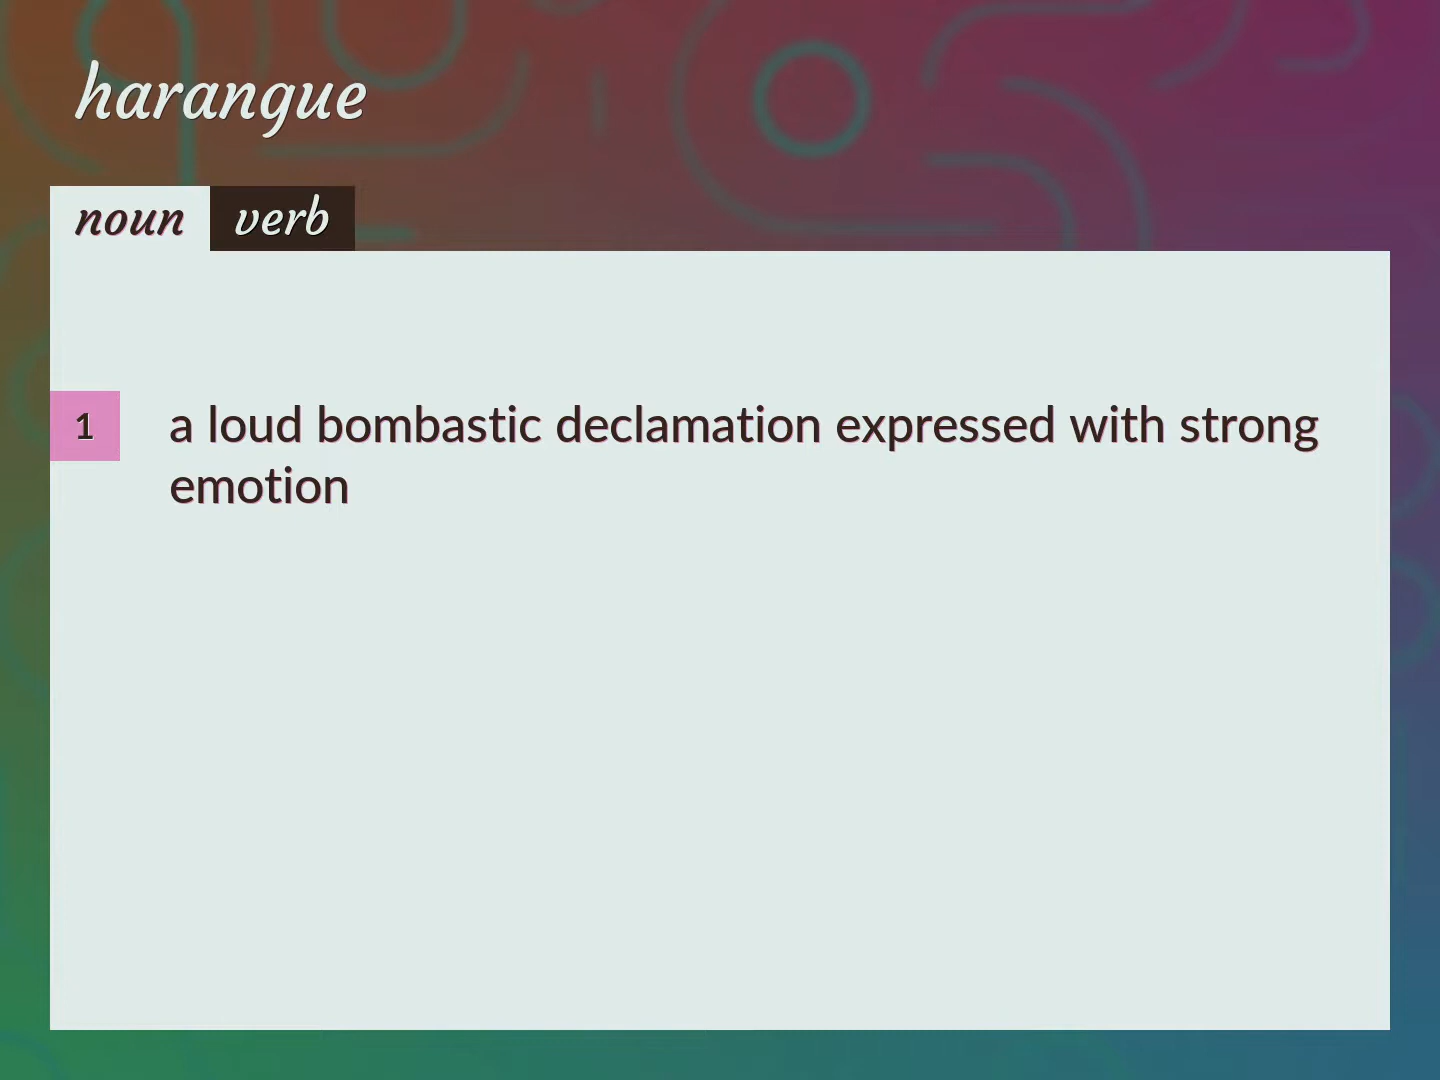 harangue
noun verb
1 a loud bombastic declamation expressed with strong
emotion